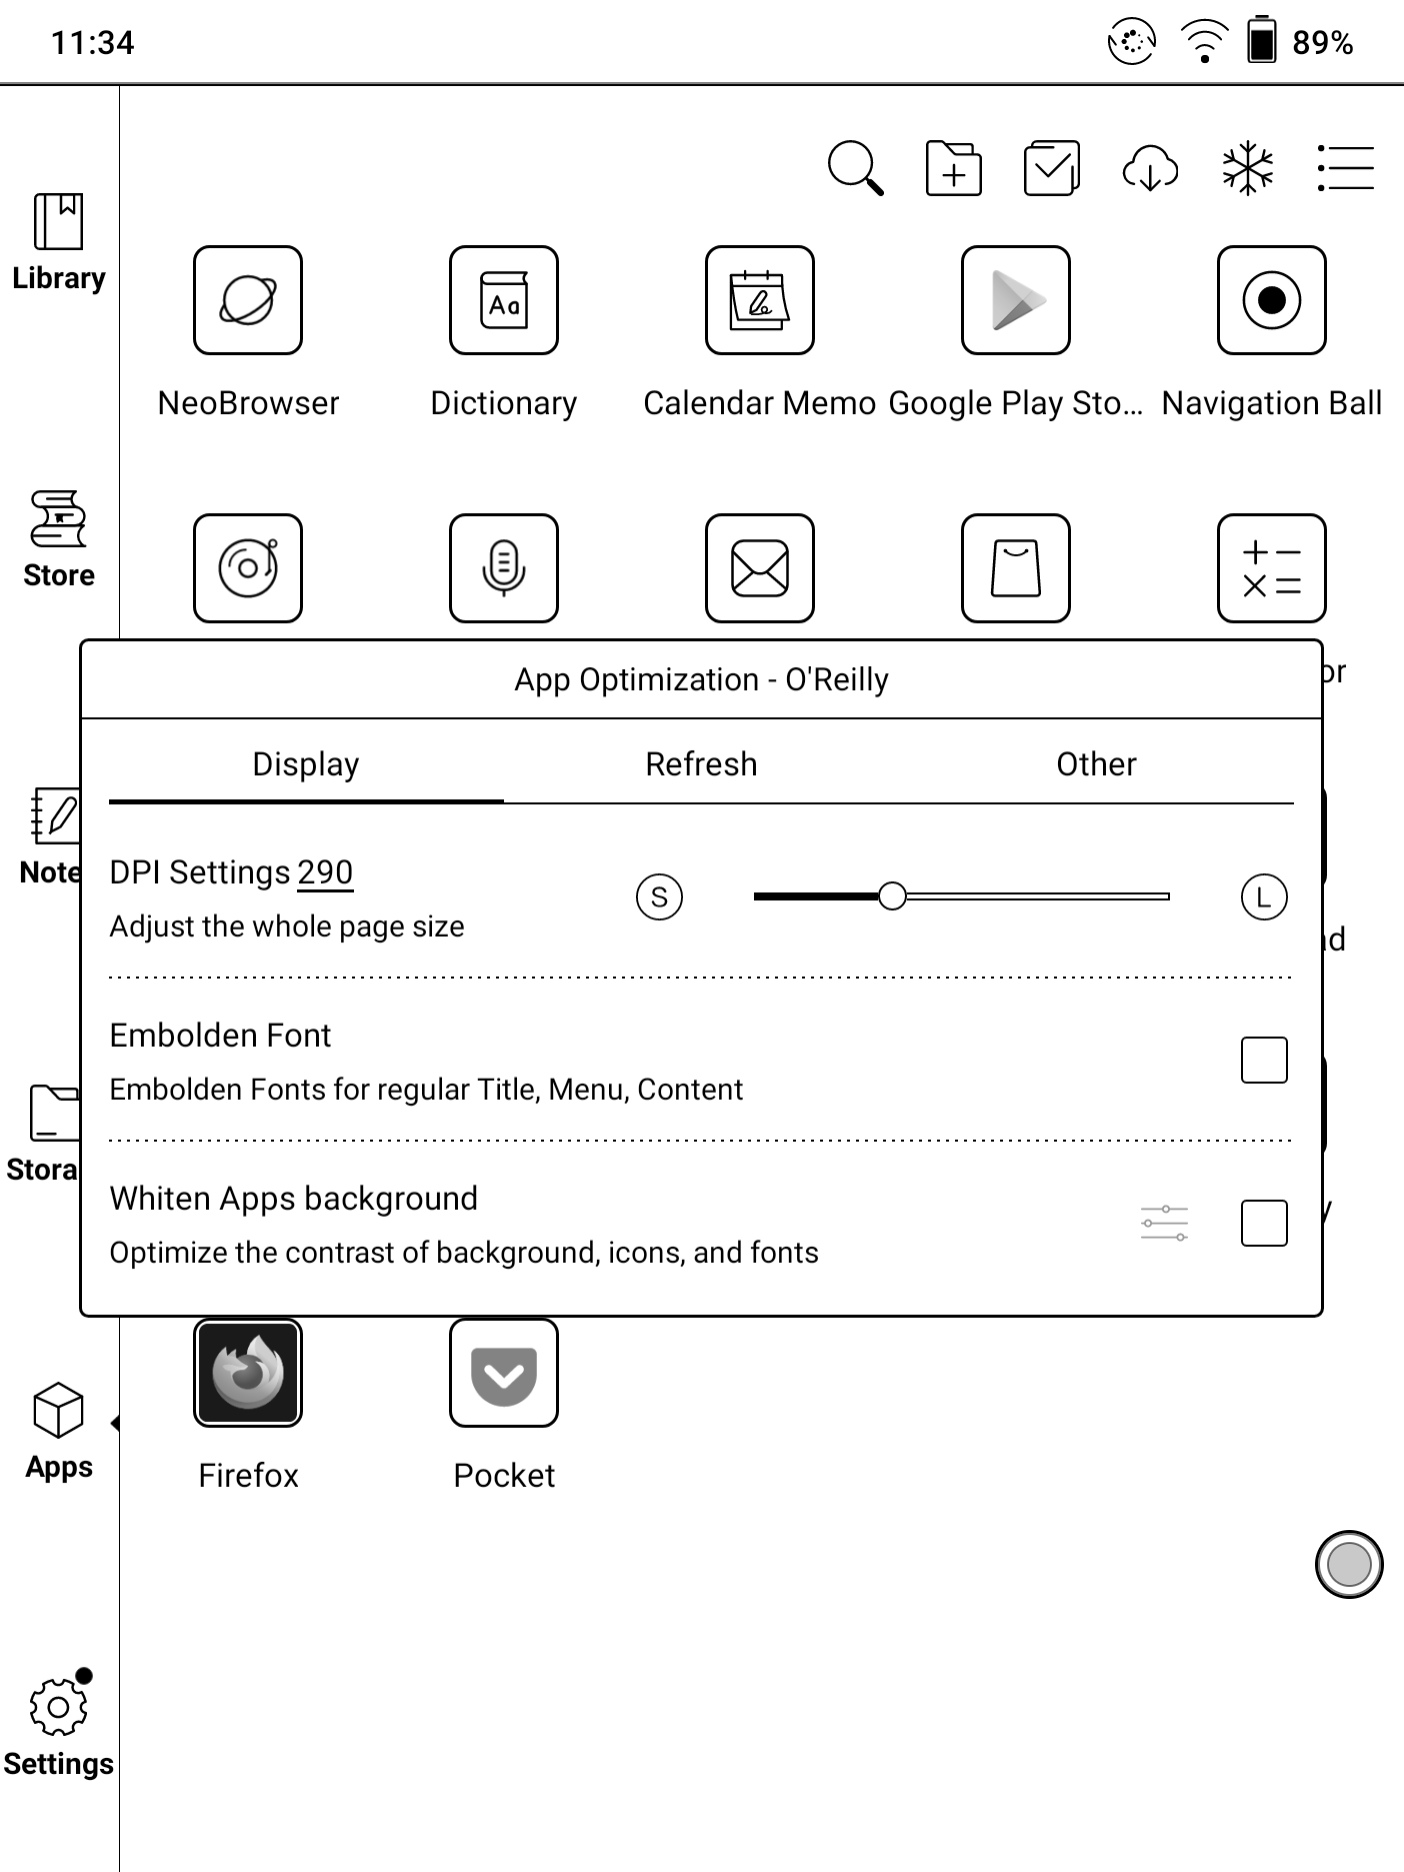 11:34
89%
Library
Store
Note
Stora
Apps
Settings
NeoBrowser
Aa
Dictionary
Calendar Memo
Google Play Sto...
Navigation Ball
or
App Optimization - O'Reilly
Display
Refresh
Other
DPI Settings 290
S
L
Adjust the whole page size
Embolden Font
Embolden Fonts for regular Title, Menu, Content
Whiten Apps background
Optimize the contrast of background, icons, and fonts
Firefox
Pocket